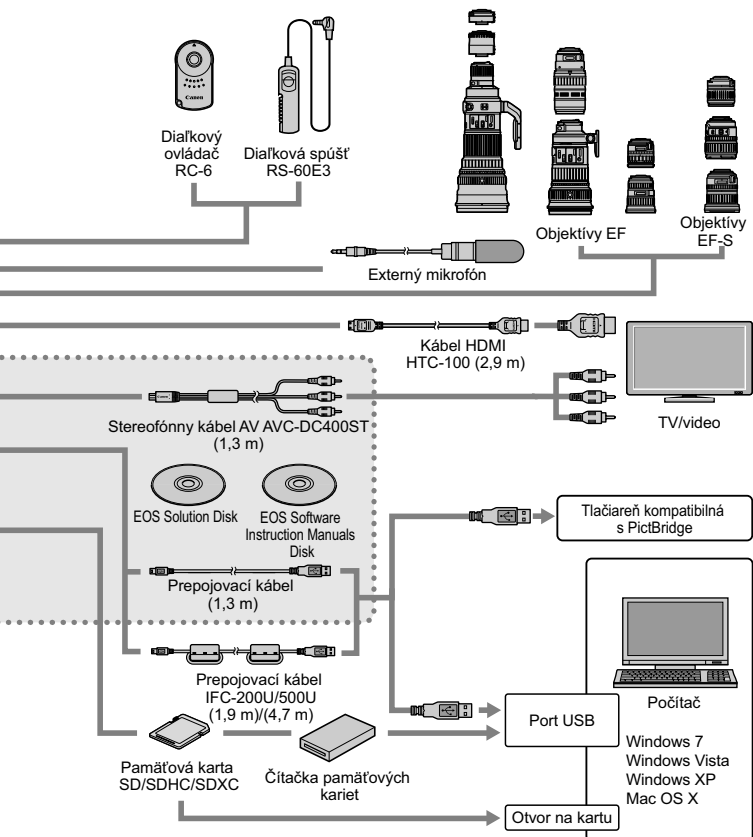 Canon
Diaľkový
ovládač
RC-6
Diaľková spúšť
RS-60E3
Objektívy EF
Objektívy
EF-S
Externý mikrofón
Kábel HDMI
HTC-100 (2,9 m)
TV/video
Stereofónny kábel AV AVC-DC400ST
(1,3 m)
EOS Solution Disk
EOS Software
Instruction Manuals
Disk
Tlačiareň kompatibilná
s PictBridge
Prepojovací kábel
(1,3 m)
Prepojovací kábel
IFC-200U/500U
(1,9 m)/(4,7 m)
Port USB
Počítač
Windows 7
Windows Vista
Windows XP
Mac OS X
Pamäťová karta
SD/SDHC/SDXC
Čítačka pamäťových
kariet
Otvor na kartu